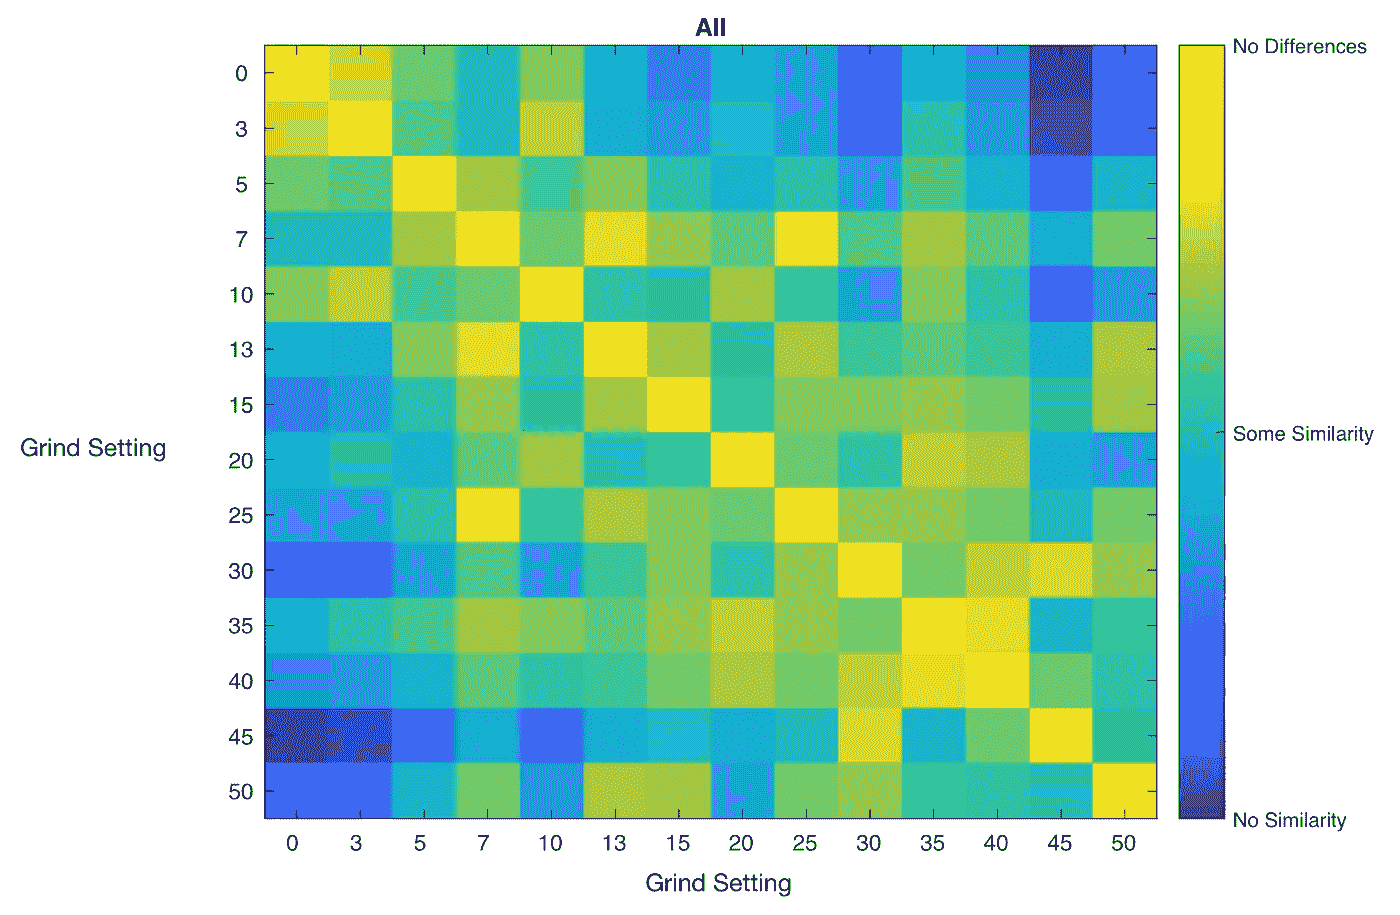 All
No Differences
Some Similarity
No Similarity
Grind Setting
0
3
5
7
10
13
15
20
25
30
35
40
45
50
0 3 5 7 10 13 15 20 25 30 35 40 45 50
Grind Setting